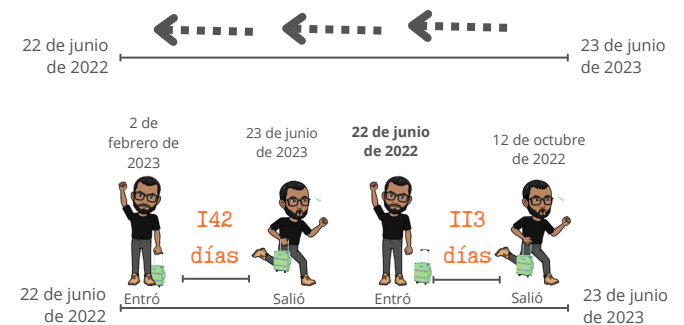 22 de junio
de 2022
23 de junio
de 2023
2 de
febrero de
2023
23 de junio
de 2023
22 de junio
de 2022
12 de octubre
de 2022
142
días
113
días
Entró
Salió
Entró
Salió
22 de junio
de 2022
23 de junio
de 2023